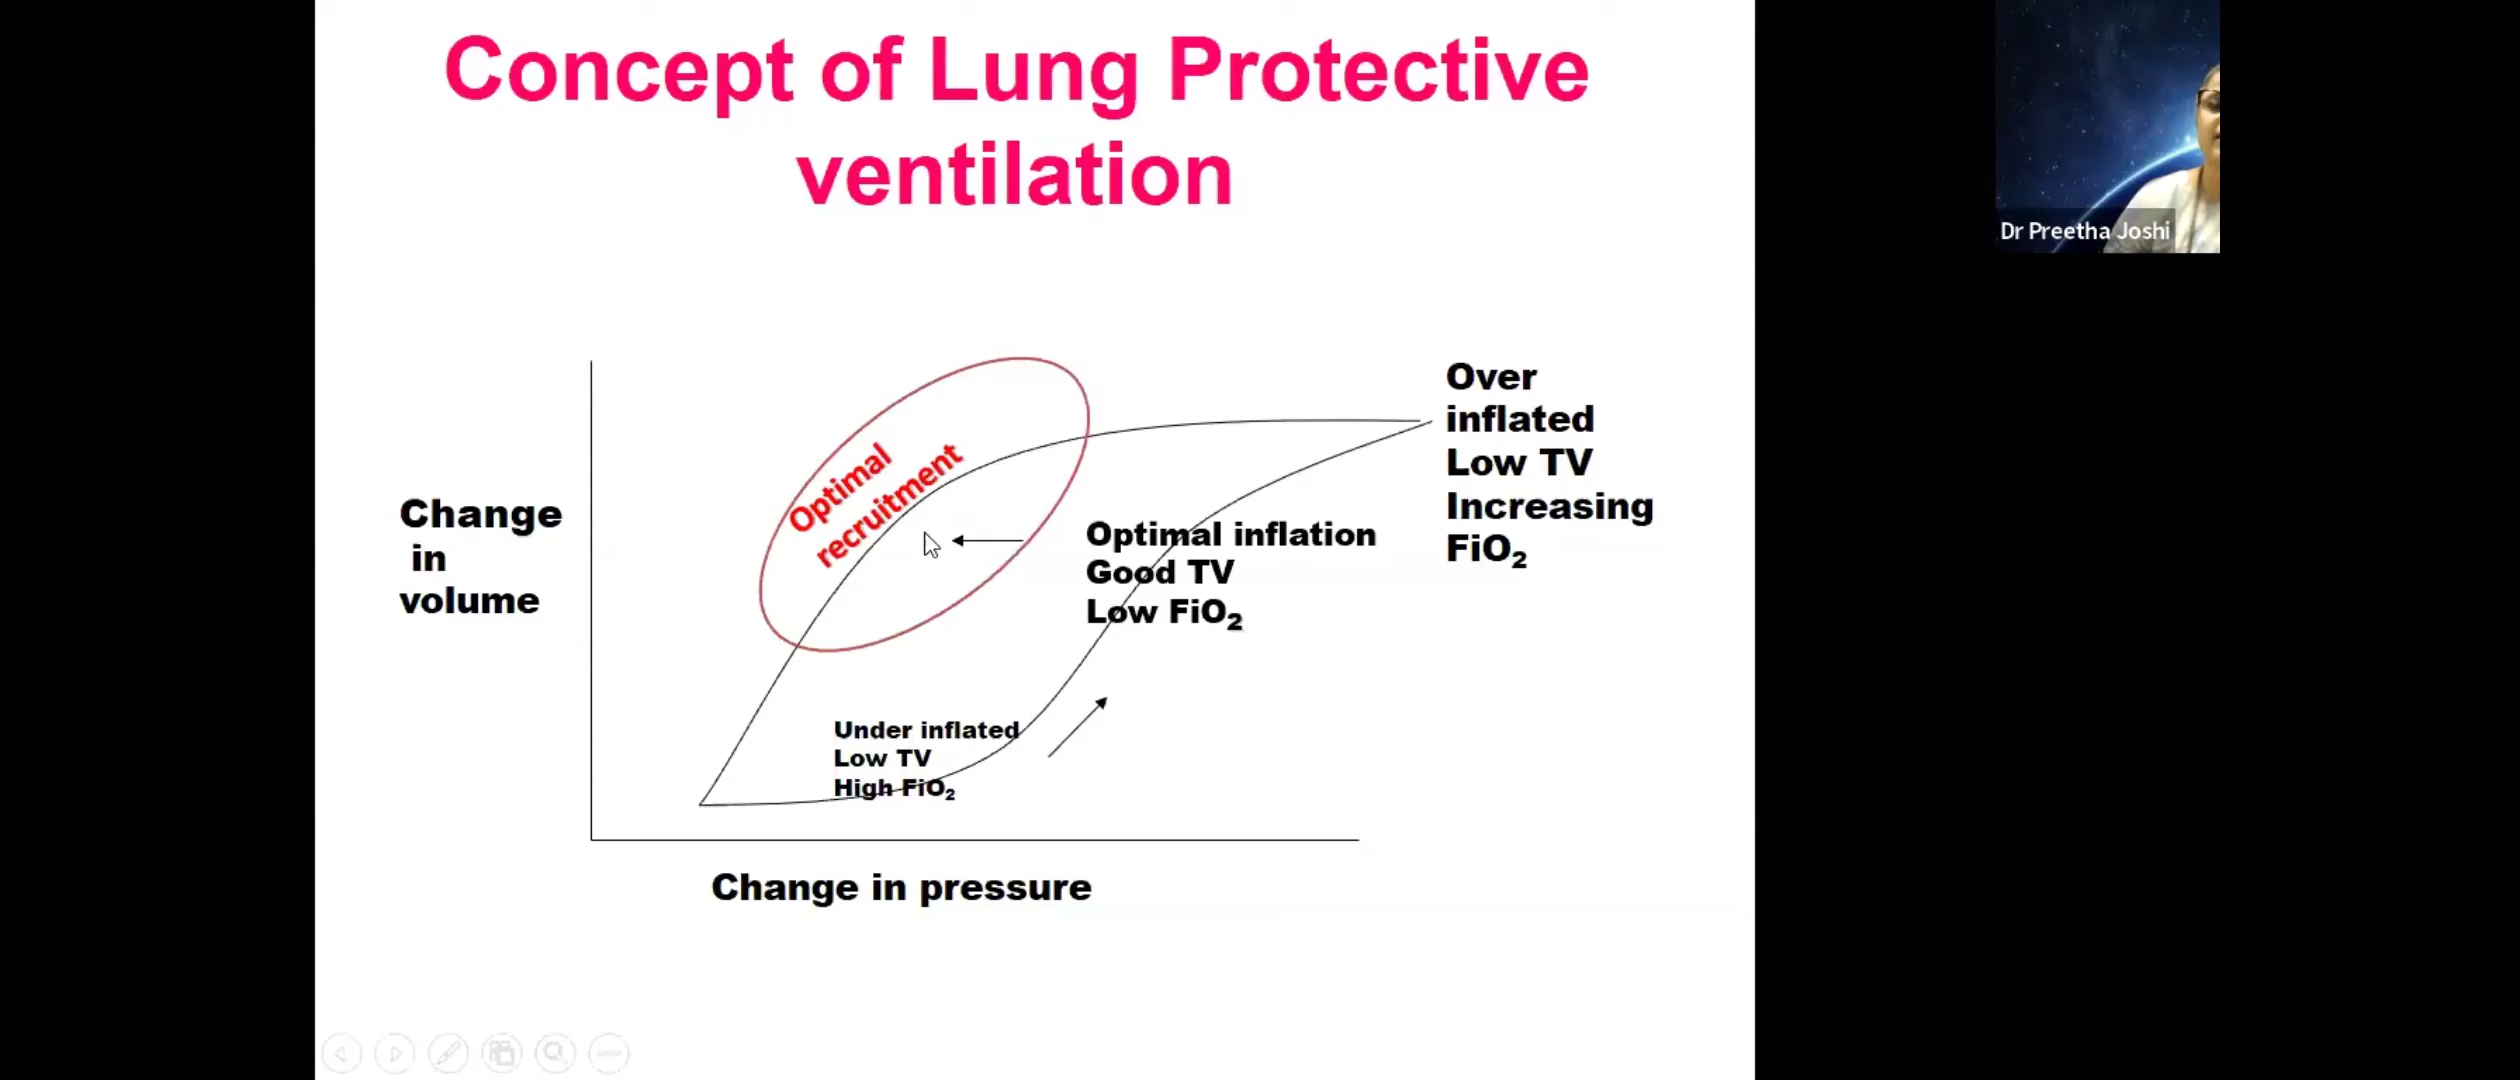 Concept of Lung Protective
ventilation
Dr Preetha Joshi
Over
inflated
Low TV
Increasing
FiO₂
Optimal
recruitment
Change
in
volume
Optimal inflation
Good TV
Low FiO₂
Under inflated
Low TV
High FiO₂
Change in pressure